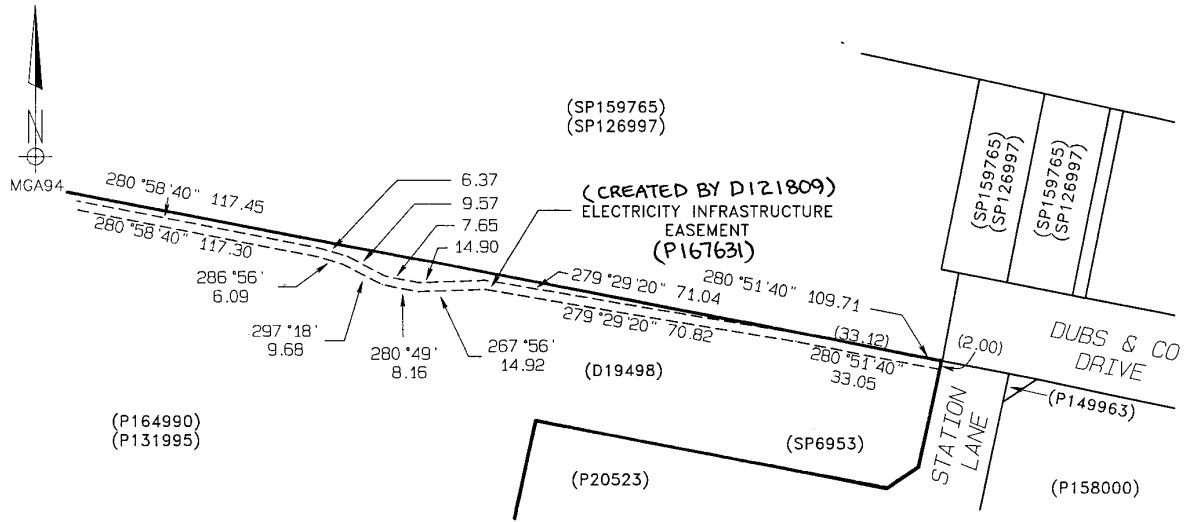 N
MGA94
(SP159765)
(SP126997)
(SP159765)
(SP126997)
(SP159765)
(SP126997)
280°58'40" 117.45
280°58'40" 117.30
6.37
9.57
7.65
14.90
(CREATED BY D121809)
ELECTRICITY INFRASTRUCTURE
EASEMENT
(P167631)
286°56'
6.09
297°18'
9.68
280°49'
8.16
267°56'
14.92
279°29'20" 71.04
279°29'20" 70.82
280°51'40" 109.71
(33.12)
280°51'40"
33.05
(2.00)
DUBS & CO
DRIVE
(D19498)
(P149963)
STATION
LANE
(P164990)
(P131995)
(SP6953)
(P20523)
(P158000)